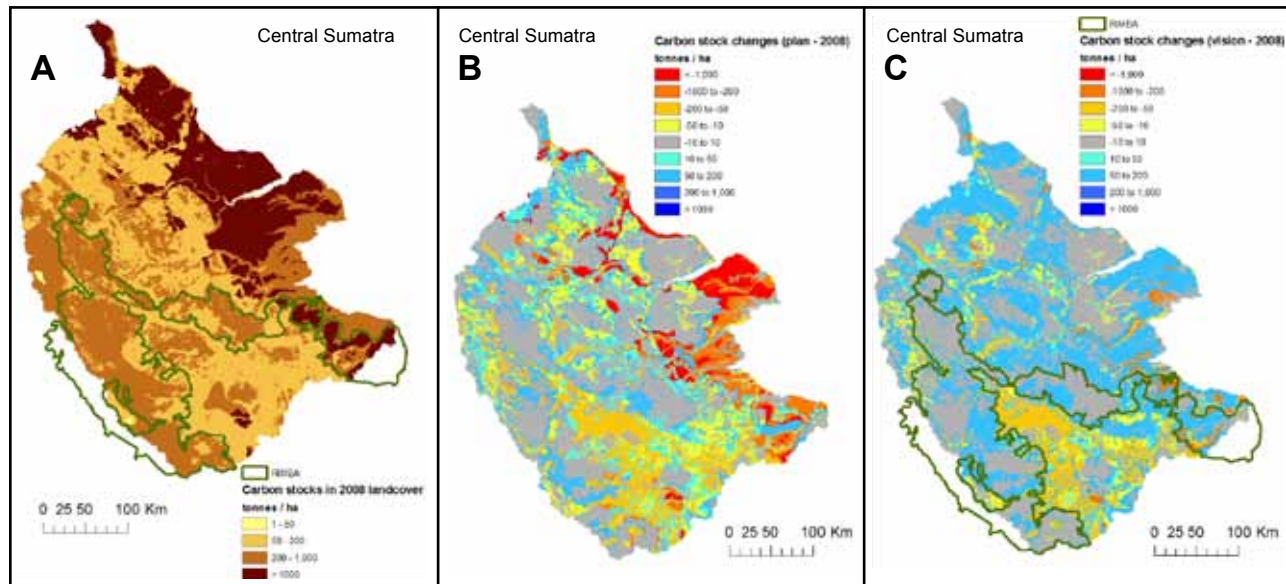 A
Central Sumatra
RIMBA
Carbon stocks in 2008 landcover
tonnes / ha
1 - 50
50 - 200
200 - 1,000
> 1000
0 25 50 100 Km
B
Central Sumatra
Carbon stock changes (plan - 2008)
tonnes / ha
< -1,000
-1000 to -200
-200 to -50
-50 to -10
-10 to 10
10 to 50
50 to 200
200 to 1,000
> 1000
0 25 50 100 Km
C
Central Sumatra
RIMBA
Carbon stock changes (vision - 2008)
tonnes / ha
< -1,000
-1000 to -200
-200 to -50
-50 to -10
-10 to 10
10 to 50
50 to 200
200 to 1,000
> 1000
0 25 50 100 Km